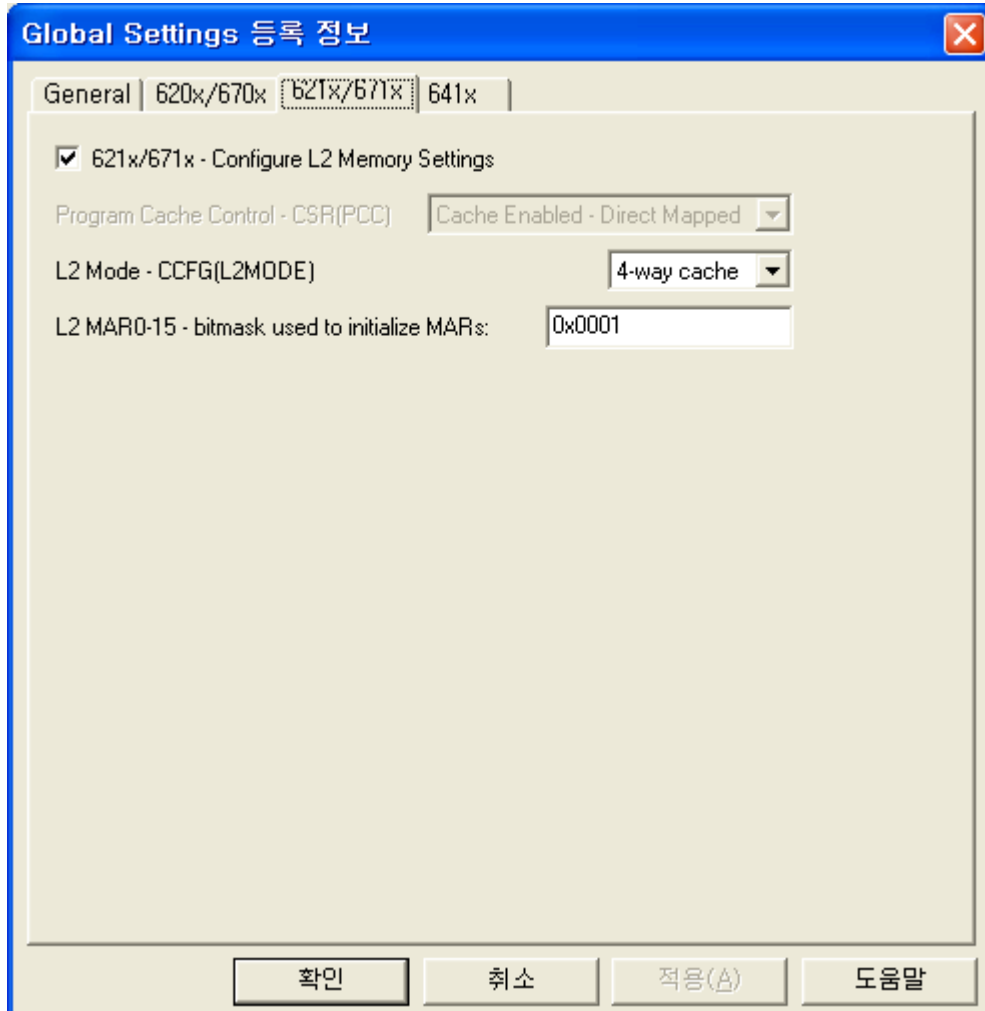 Global Settings 등록 정보
General 620x/670x 621x/671x 641x
621x/671x - Configure L2 Memory Settings
Program Cache Control - CSR(PCC) Cache Enabled - Direct Mapped
L2 Mode - CCFG(L2MODE) 4-way cache
L2 MAR0-15 - bitmask used to initialize MARs: 0x0001
확인 취소 적용(A) 도움말